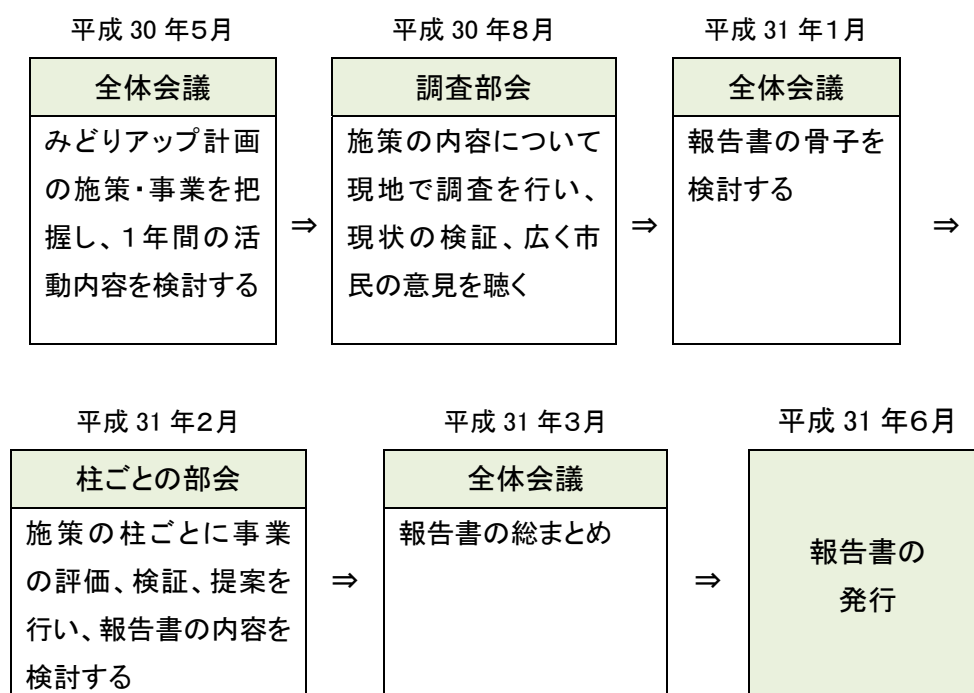 平成 30 年5月
平成 30 年8月
平成 31 年1月
全体会議
みどりアップ計画
の施策・事業を把
握し、1年間の活
動内容を検討する
⇒
調査部会
施策の内容について
現地で調査を行い、
現状の検証、広く市
民の意見を聴く
⇒
全体会議
報告書の骨子を
検討する
⇒
平成 31 年2月
平成 31 年3月
平成 31 年6月
柱ごとの部会
施策の柱ごとに事業
の評価、検証、提案を
行い、報告書の内容を
検討する
⇒
全体会議
報告書の総まとめ
⇒
報告書の
発行